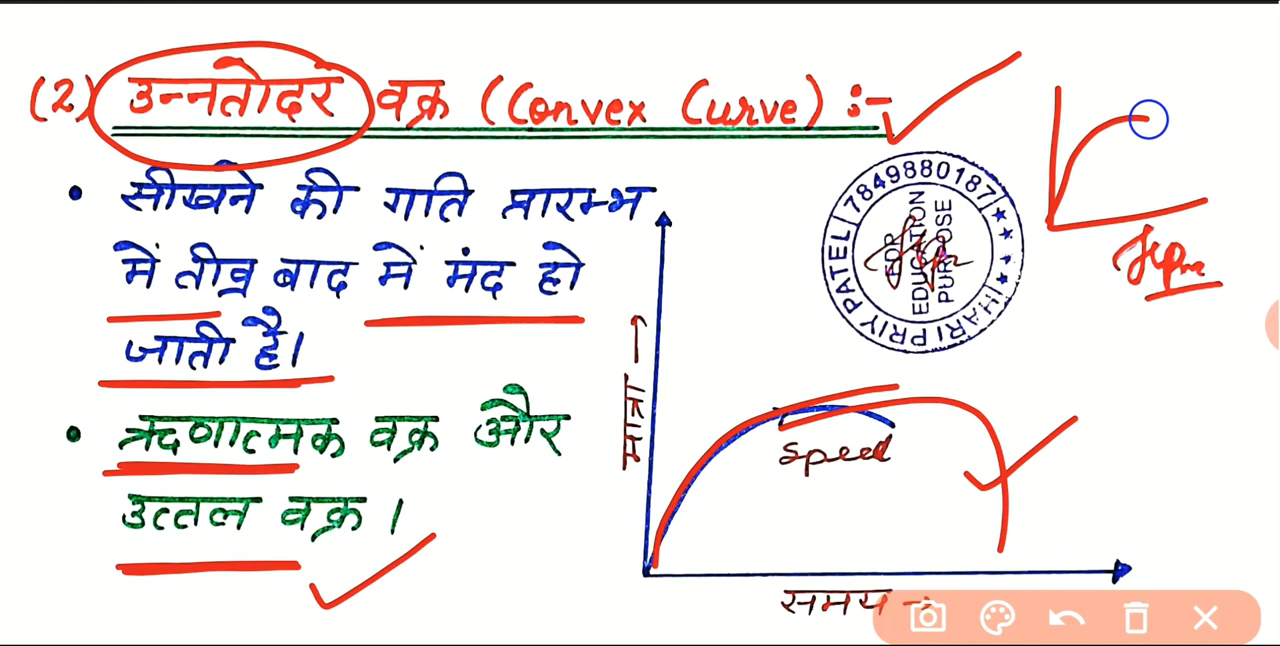 (2) उन्नतोदर वक्र (Convex Curve) :-
• सीखने की गति प्रारम्भ
में तीव्र बाद में मंद हो
जाती है।
• ऋणात्मक वक्र और
उत्तल वक्र।
HARI PRIY PATEL 7849880187 ★★★★
FOR
EDUCATION
PURPOSE
मात्रा →
Speed
समय →